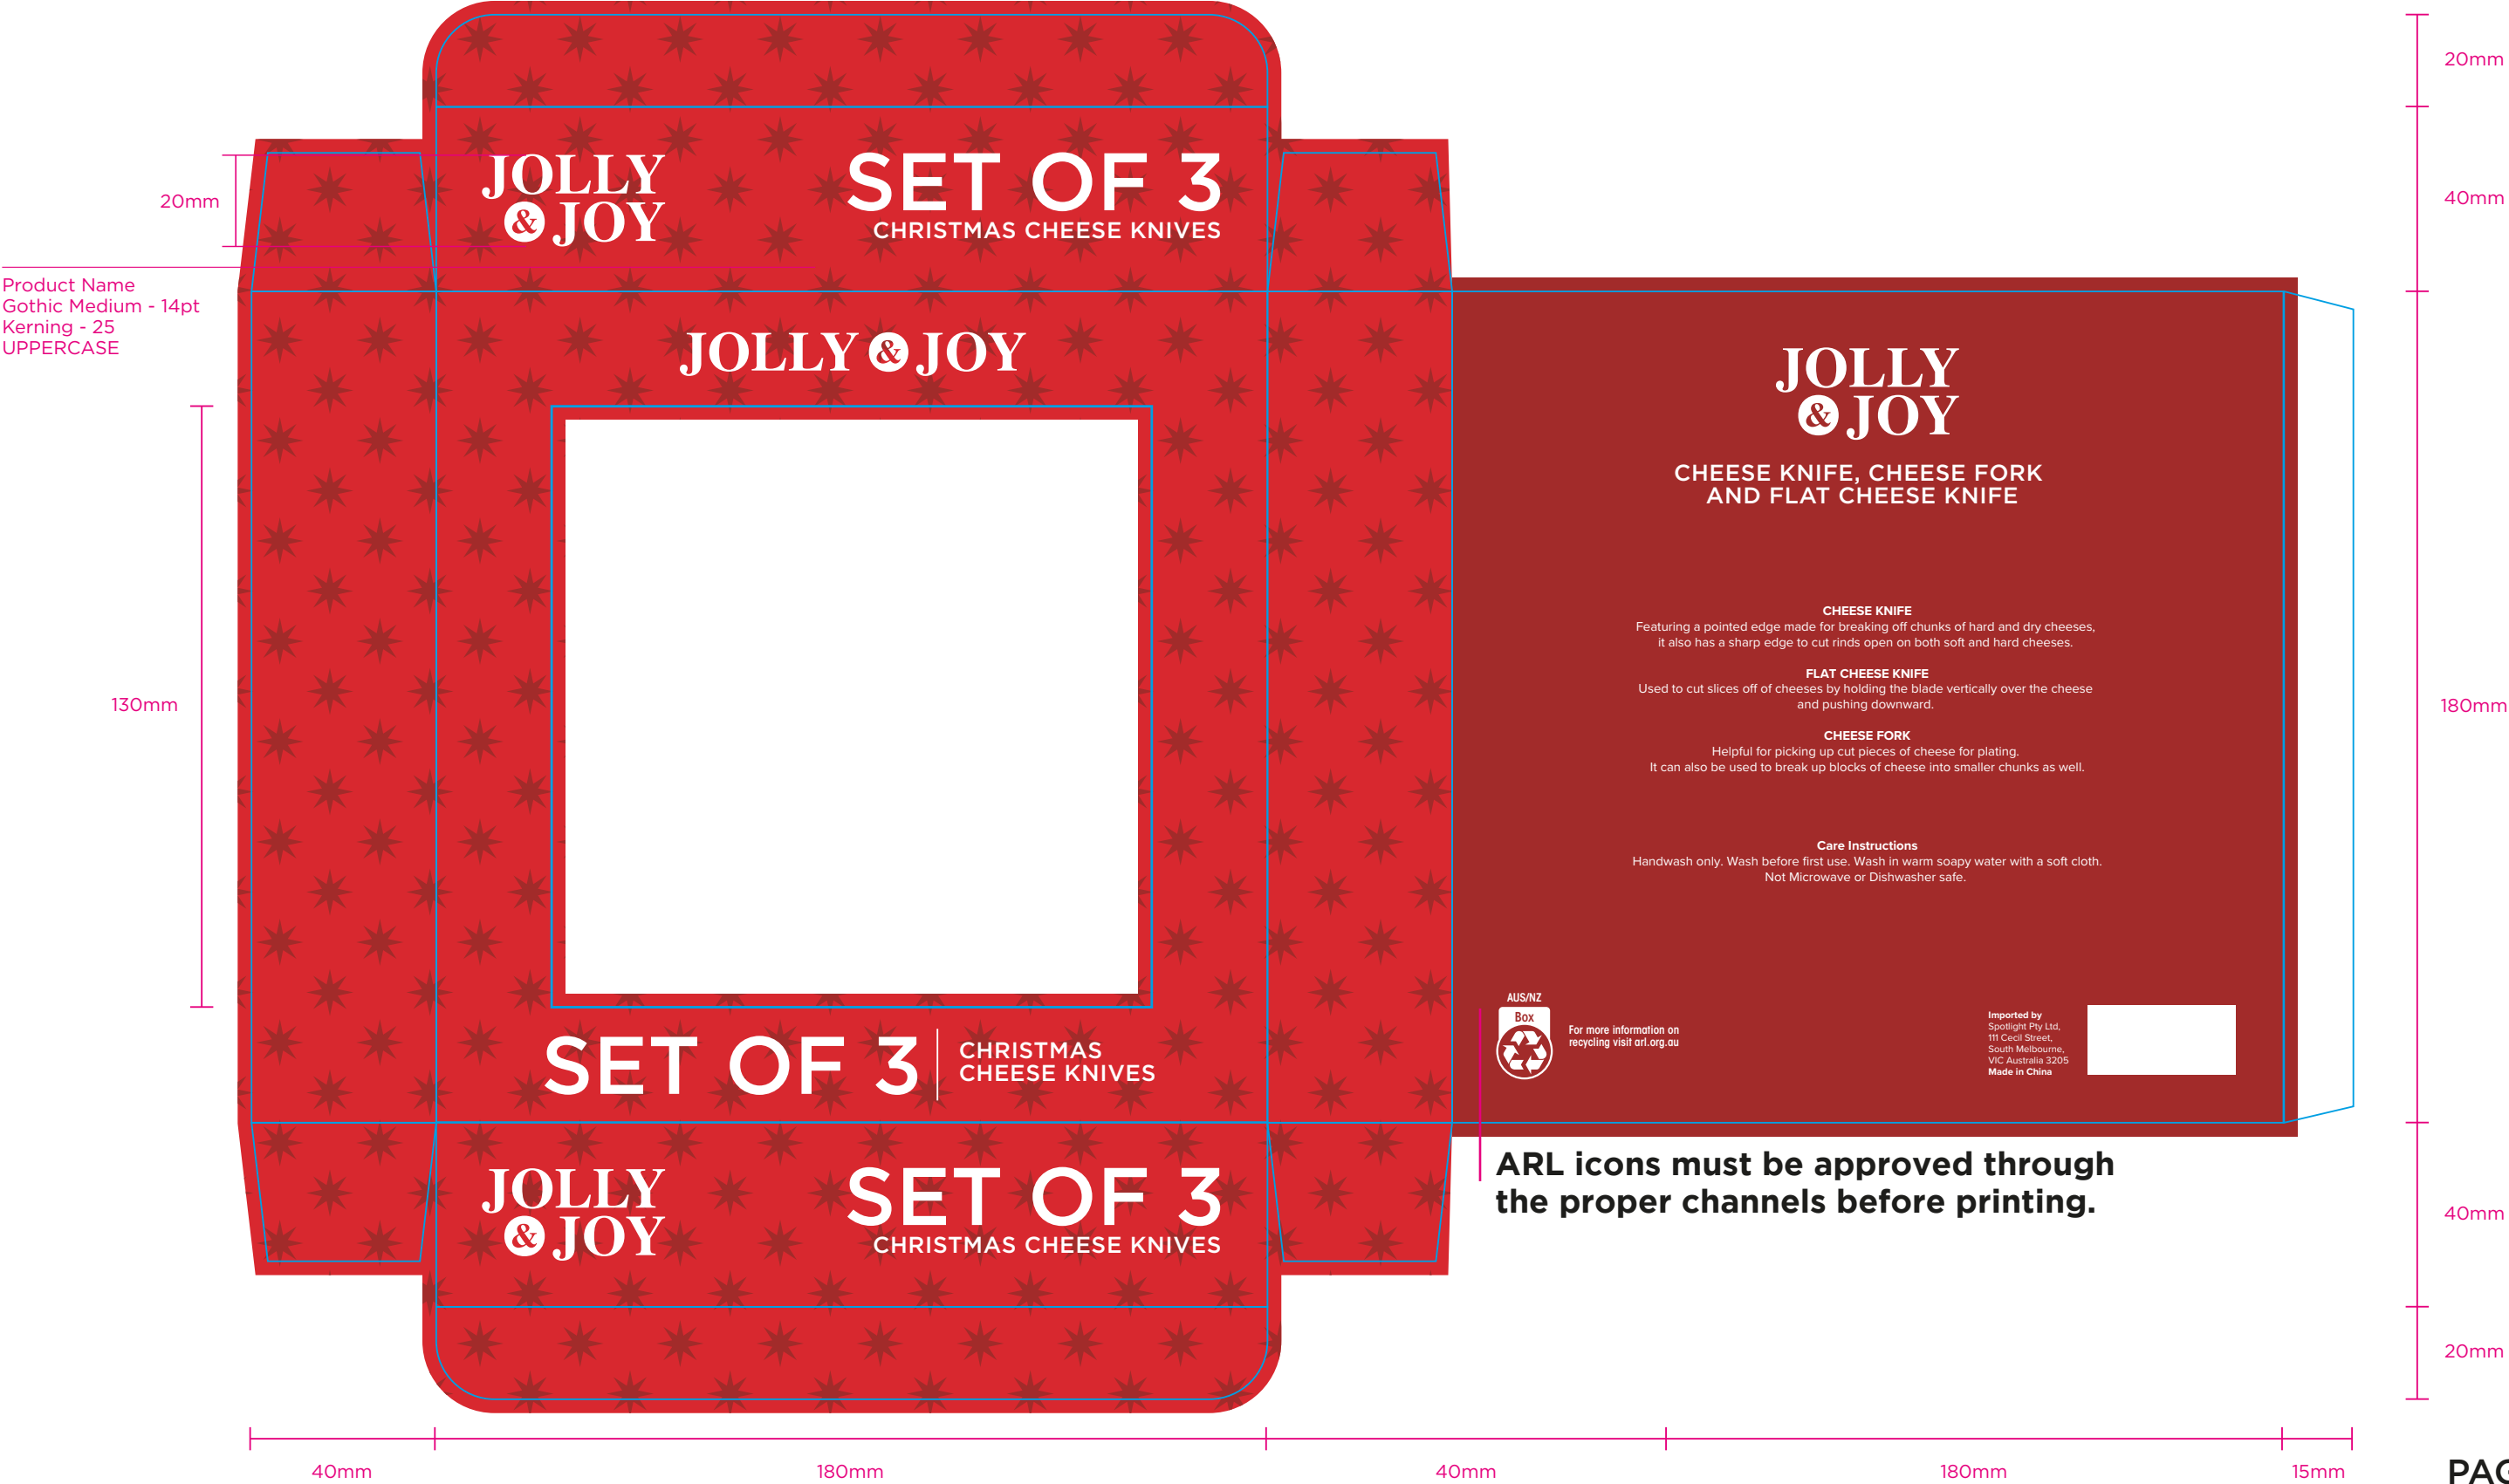 20mm
JOLLY
& JOY
SET OF 3
CHRISTMAS CHEESE KNIVES
20mm
40mm
Product Name
Gothic Medium - 14pt
Kerning - 25
UPPERCASE
JOLLY & JOY
130mm
SET OF 3
CHRISTMAS
CHEESE KNIVES
JOLLY
& JOY
CHEESE KNIFE, CHEESE FORK
AND FLAT CHEESE KNIFE
CHEESE KNIFE
Featuring a pointed edge made for breaking off chunks of hard and dry cheeses,
it also has a sharp edge to cut rinds open on both soft and hard cheeses.
FLAT CHEESE KNIFE
Used to cut slices off of cheeses by holding the blade vertically over the cheese
and pushing downward.
CHEESE FORK
Helpful for picking up cut pieces of cheese for plating.
It can also be used to break up blocks of cheese into smaller chunks as well.
Care Instructions
Handwash only. Wash before first use. Wash in warm soapy water with a soft cloth.
Not Microwave or Dishwasher safe.
AUS/NZ
Box
For more information on
recycling visit arl.org.au
Imported by
Spotlight Pty Ltd,
111 Cecil Street,
South Melbourne,
VIC Australia 3205
Made in China
180mm
JOLLY
& JOY
SET OF 3
CHRISTMAS CHEESE KNIVES
ARL icons must be approved through
the proper channels before printing.
40mm
20mm
40mm
180mm
40mm
180mm
15mm
PAG